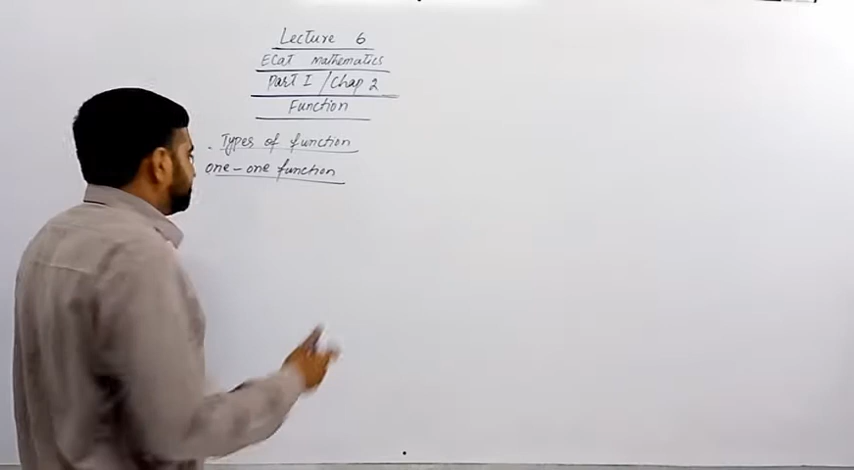 Lecture 6
ECat mathematics
Part I / Chap 2
Function
. Types of function
one-one function